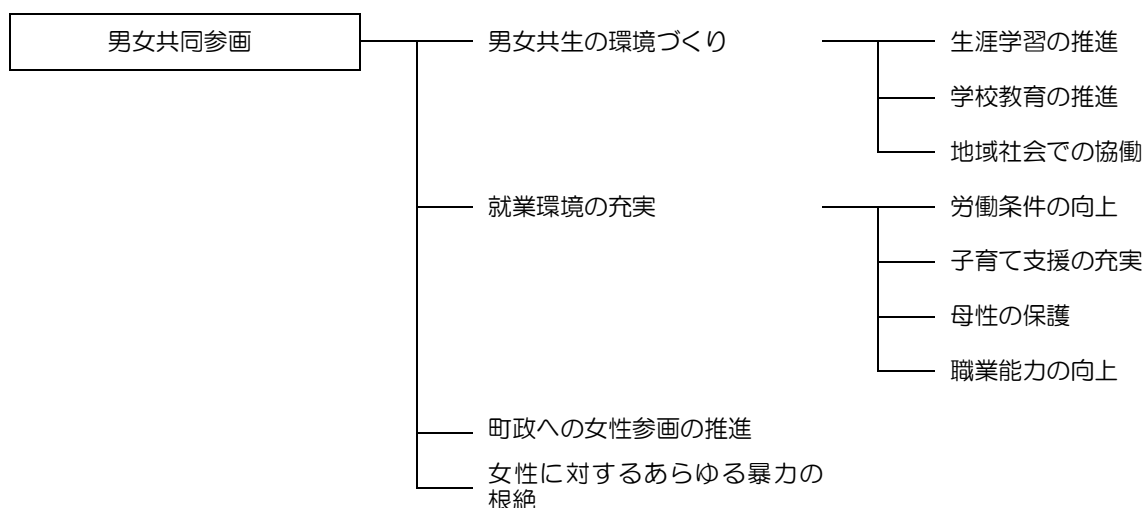 男女共同参画
男女共生の環境づくり
生涯学習の推進
学校教育の推進
地域社会での協働
就業環境の充実
労働条件の向上
子育て支援の充実
母性の保護
職業能力の向上
町政への女性参画の推進
女性に対するあらゆる暴力の
根絶